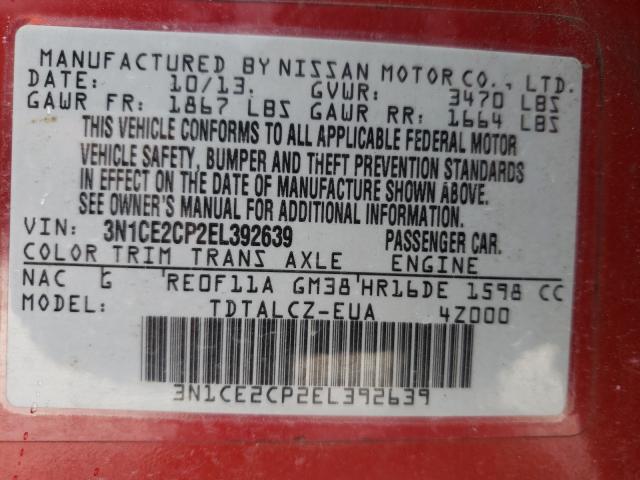 MANUFACTURED BY NISSAN MOTOR CO., LTD.
DATE: 10/13. GVWR: 3470 LBS
GAWR FR: 1867 LBS GAWR RR: 1664 LBS
THIS VEHICLE CONFORMS TO ALL APPLICABLE FEDERAL MOTOR
VEHICLE SAFETY, BUMPER AND THEFT PREVENTION STANDARDS
IN EFFECT ON THE DATE OF MANUFACTURE SHOWN ABOVE.
SEE OWNER'S MANUAL FOR ADDITIONAL INFORMATION.
VIN: 3N1CE2CP2EL392639 PASSENGER CAR.
COLOR TRIM TRANS AXLE ENGINE
NAC G RE0F11A GM38 HR16DE 1598 CC
MODEL: TDTALCZ-EUA 4Z000
3N1CE2CP2EL392639